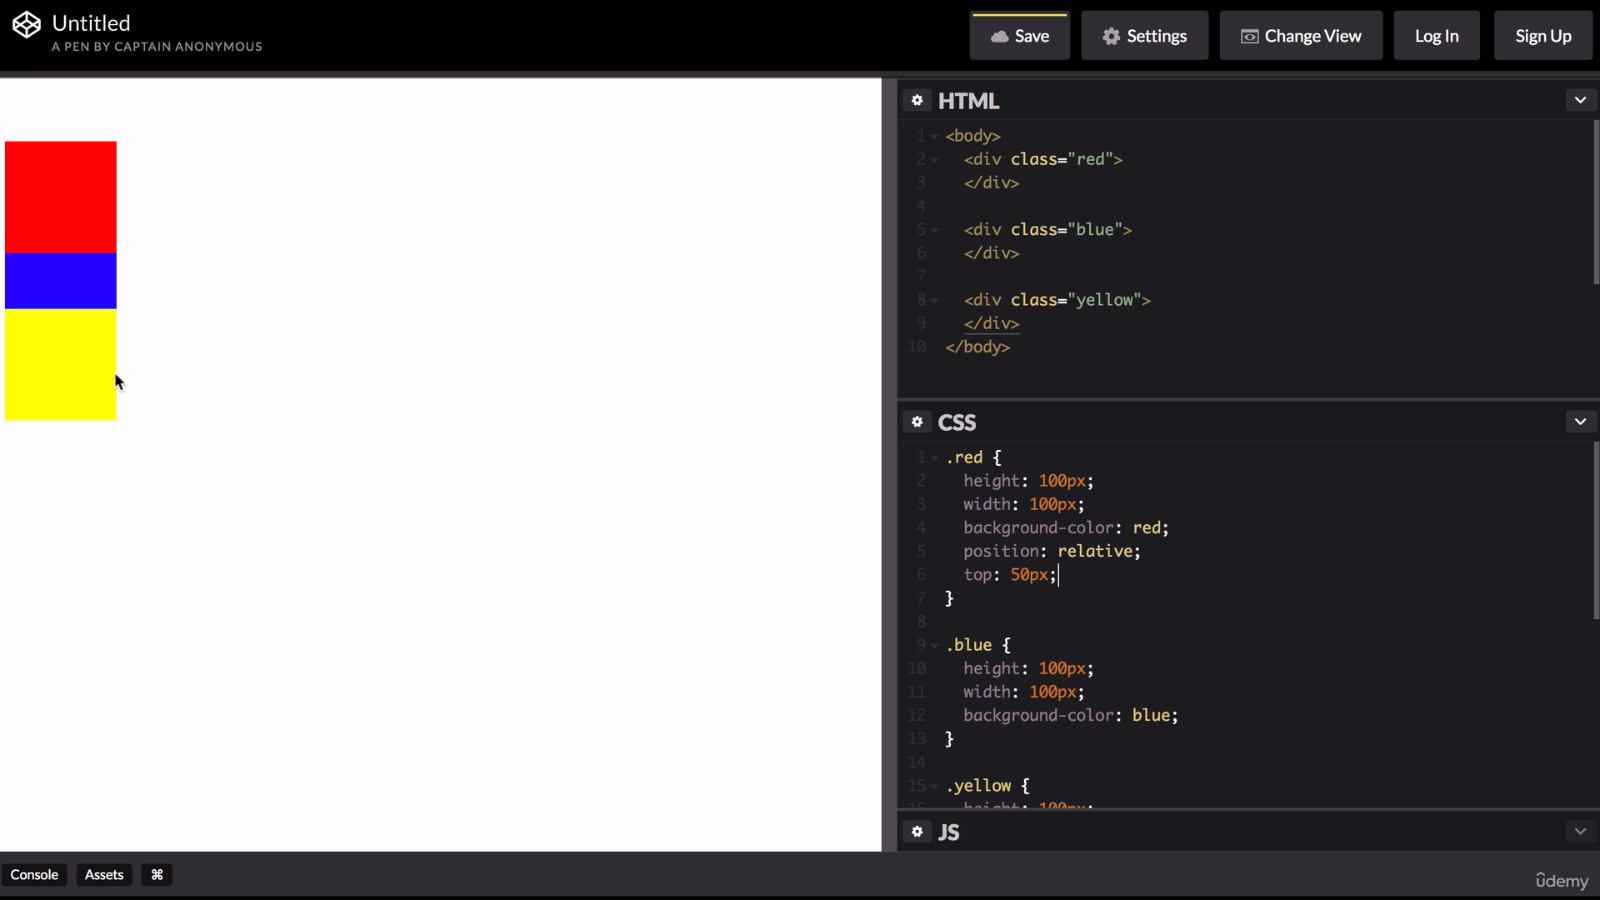 Untitled
A PEN BY CAPTAIN ANONYMOUS
Save
Settings
Change View
Log In
Sign Up
HTML
1 <body>
2 <div class="red">
3 </div>
4
5 <div class="blue">
6 </div>
7
8 <div class="yellow">
9 </div>
10 </body>
CSS
1 .red {
2 height: 100px;
3 width: 100px;
4 background-color: red;
5 position: relative;
6 top: 50px;
7 }
8
9 .blue {
10 height: 100px;
11 width: 100px;
12 background-color: blue;
13 }
14
15 .yellow {
16 height: 100px;
JS
Console
Assets
⌘
udemy